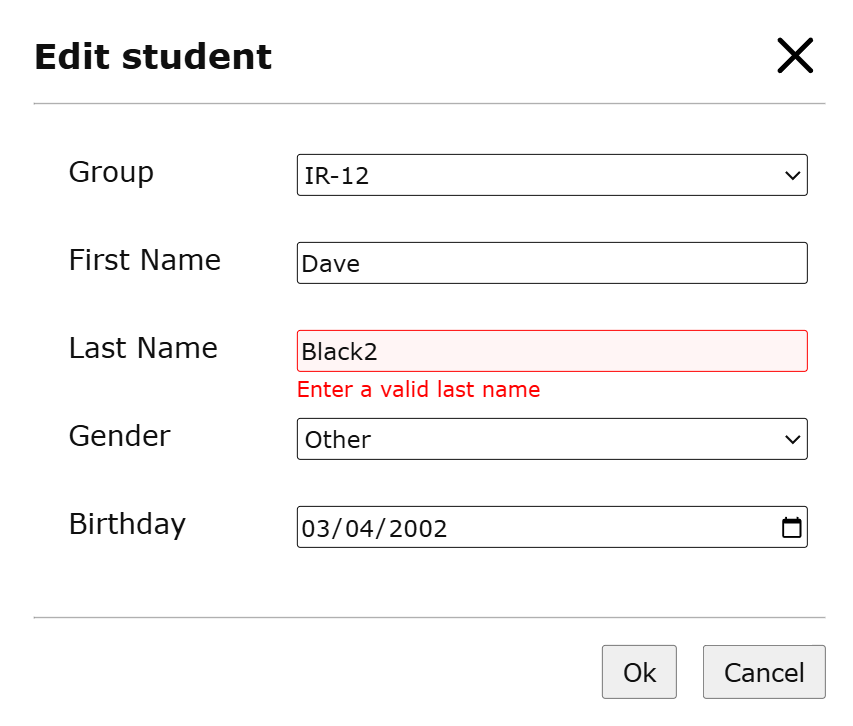 Edit student
Group IR-12
First Name Dave
Last Name Black2
Enter a valid last name
Gender Other
Birthday 03/04/2002
Ok Cancel